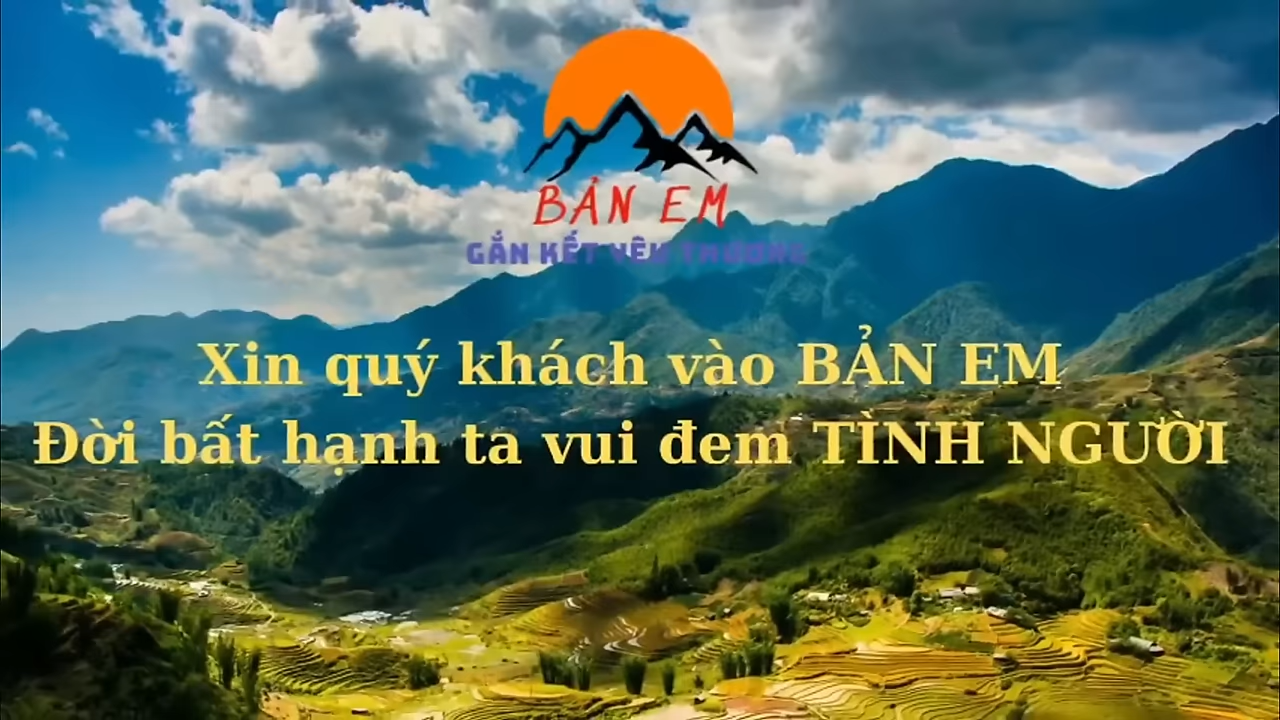 BẢN EM
GẮN KẾT YÊU THƯƠNG
Xin quý khách vào BẢN EM
Đời bất hạnh ta vui đem TÌNH NGƯỜI